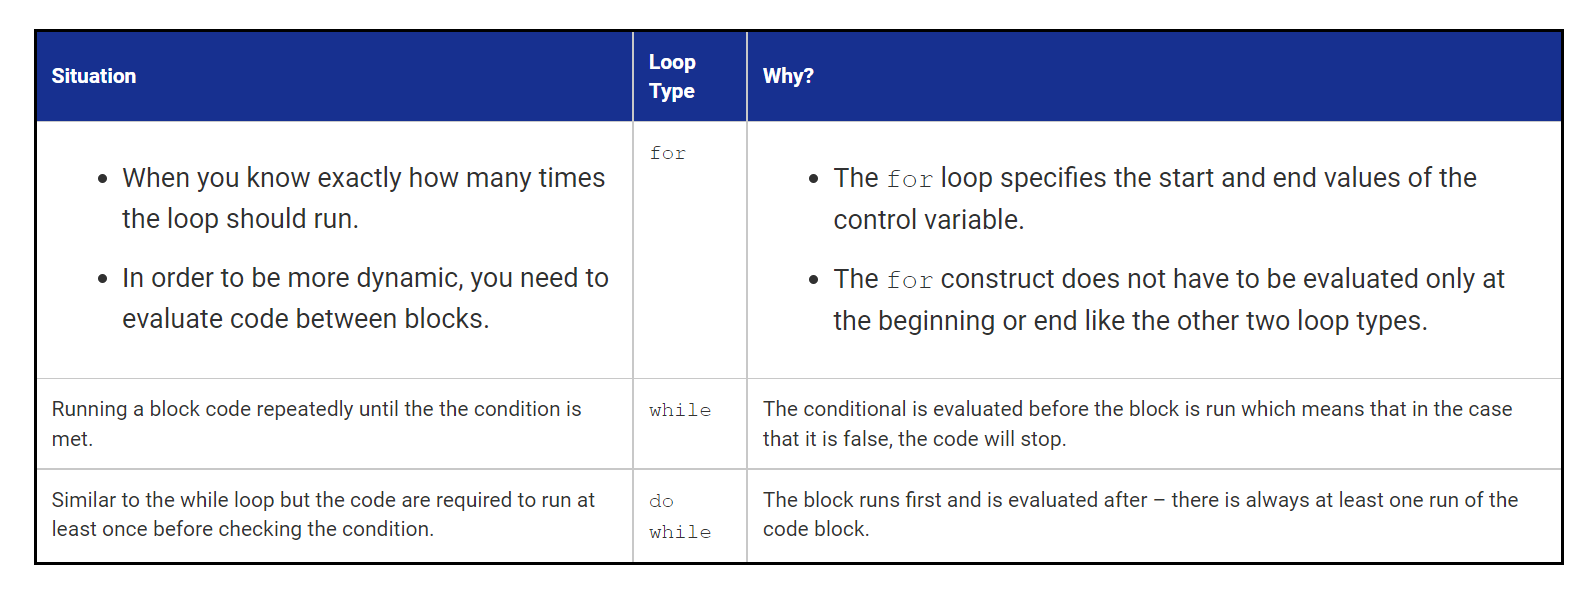 Situation
Loop
Type
Why?
• When you know exactly how many times
the loop should run.
• In order to be more dynamic, you need to
evaluate code between blocks.
for
• The for loop specifies the start and end values of the
control variable.
• The for construct does not have to be evaluated only at
the beginning or end like the other two loop types.
Running a block code repeatedly until the the condition is
met.
while
The conditional is evaluated before the block is run which means that in the case
that it is false, the code will stop.
Similar to the while loop but the code are required to run at
least once before checking the condition.
do
while
The block runs first and is evaluated after – there is always at least one run of the
code block.